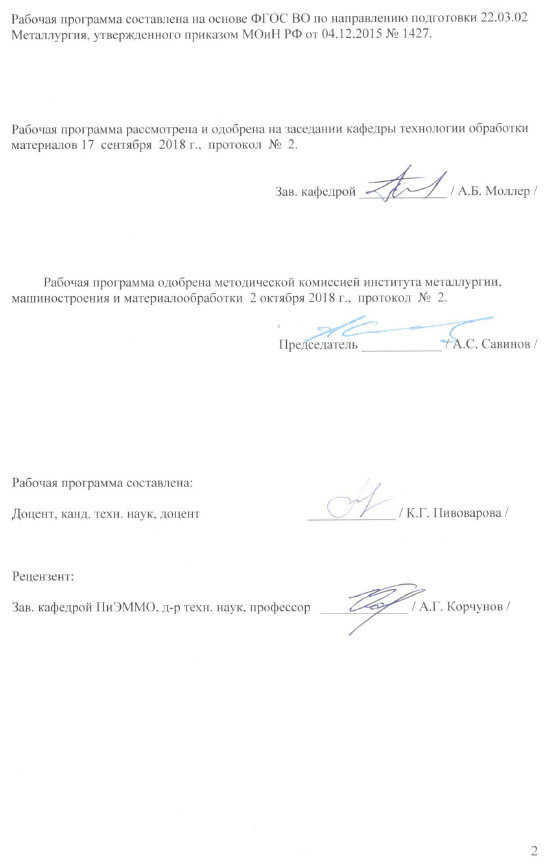 Рабочая программа составлена на основе ФГОС ВО по направлению подготовки 22.03.02
Металлургия, утвержденного приказом МОиН РФ от 04.12.2015 № 1427.
Рабочая программа рассмотрена и одобрена на заседании кафедры технологии обработки
материалов 17 сентября 2018 г., протокол № 2.
Зав. кафедрой _____________ / А.Б. Моллер /
Рабочая программа одобрена методической комиссией института металлургии,
машиностроения и материалообработки 2 октября 2018 г., протокол № 2.
Председатель ____________ / А.С. Савинов /
Рабочая программа составлена:
Доцент, канд. техн. наук, доцент _____________ / К.Г. Пивоварова /
Рецензент:
Зав. кафедрой ПиЭММО, д-р техн. наук, профессор _____________ / А.Г. Корчунов /
2